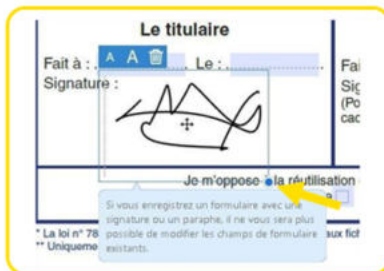 Le titulaire
A A
Fait à : Le : Fai
Signature : Sig
(Po
cac
Je m'oppose la réutilisation
Si vous enregistrez un formulaire avec une
signature ou un paraphe, il ne vous sera plus
possible de modifier les champs de formulaire
existants.
* La loi n° 78 aux fich
** Uniqueme